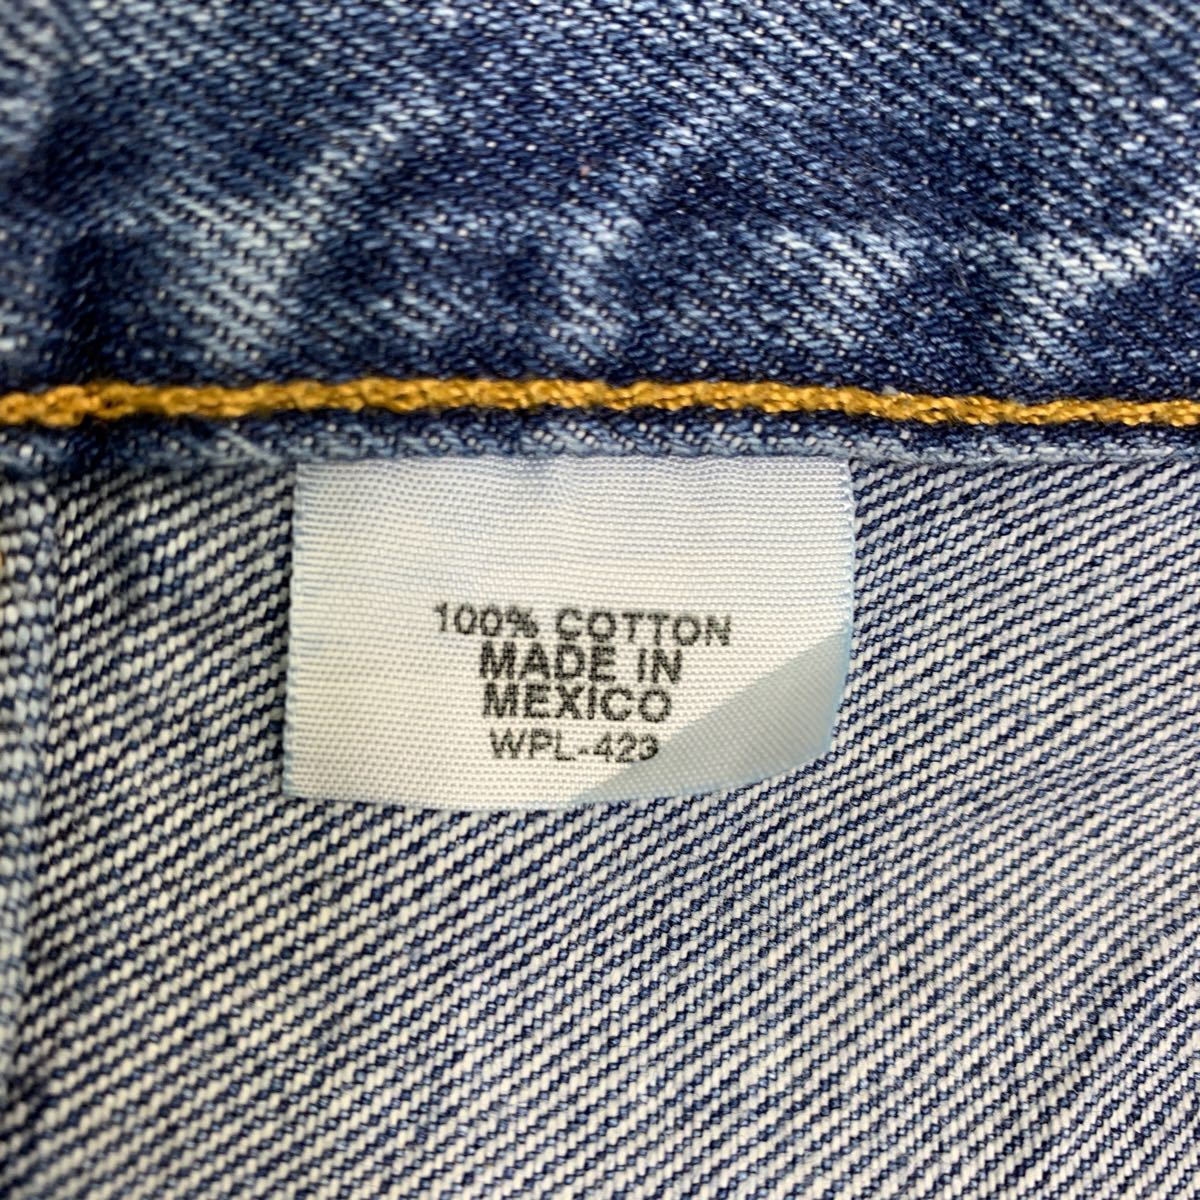 100% COTTON
MADE IN
MEXICO
WPL-423